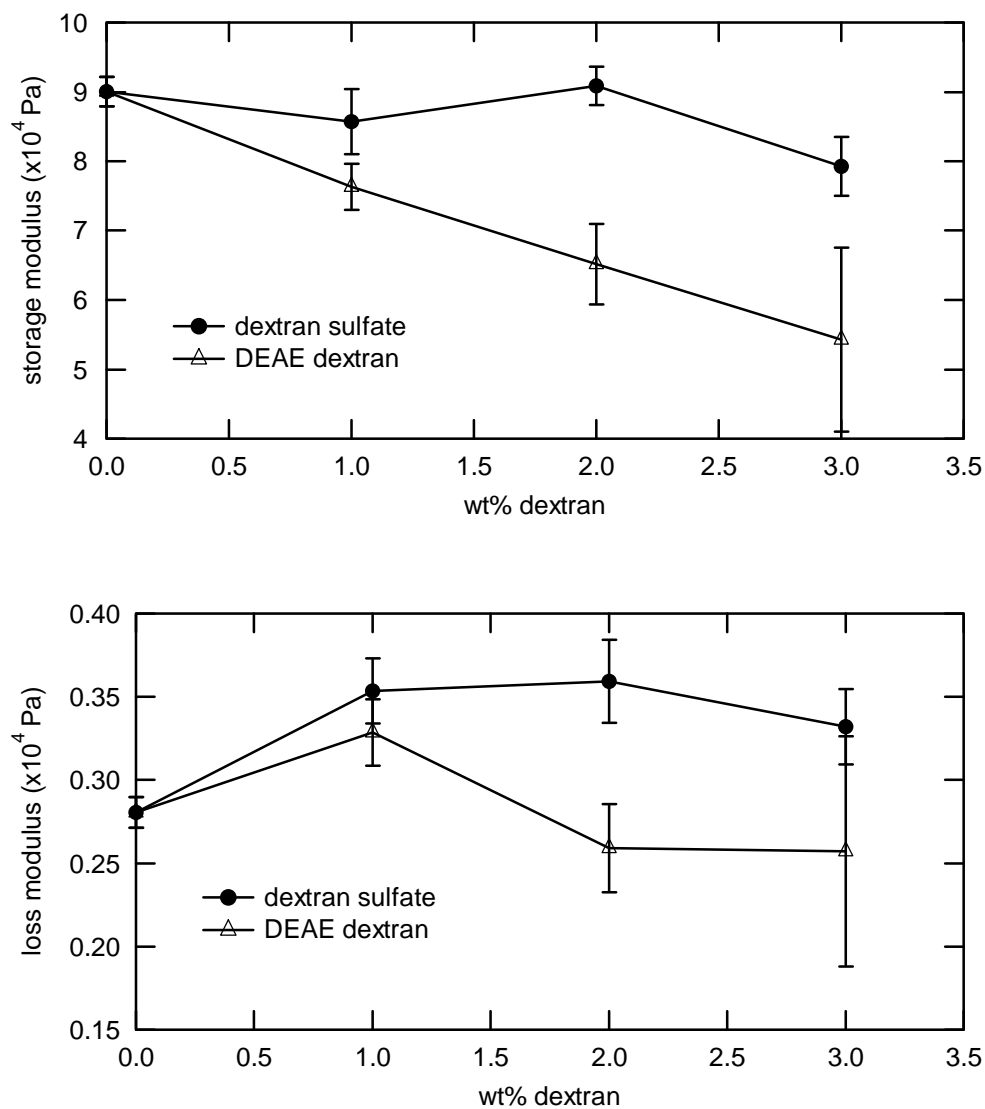 10
9
8
7
6
5
4
storage modulus (x10⁴ Pa)
dextran sulfate
DEAE dextran
0.0 0.5 1.0 1.5 2.0 2.5 3.0 3.5
wt% dextran
0.40
0.35
0.30
0.25
0.20
0.15
loss modulus (x10⁴ Pa)
dextran sulfate
DEAE dextran
0.0 0.5 1.0 1.5 2.0 2.5 3.0 3.5
wt% dextran